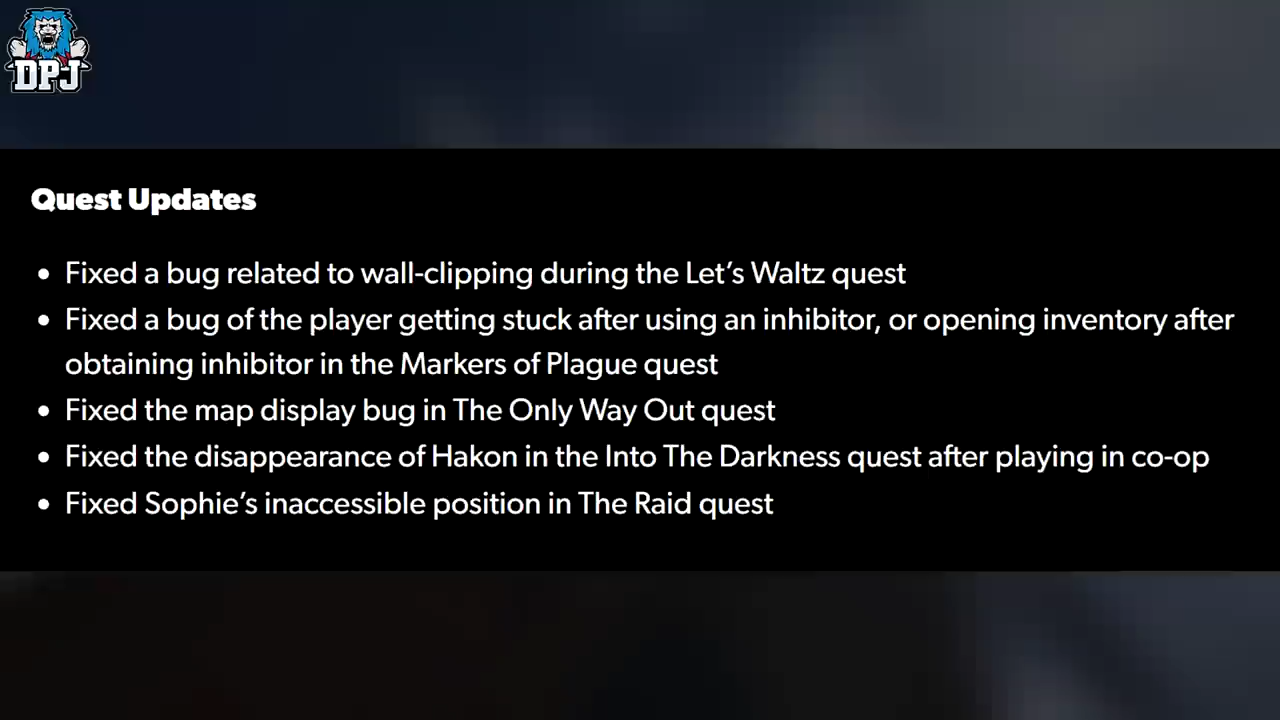 DPJ
Quest Updates
• Fixed a bug related to wall-clipping during the Let’s Waltz quest
• Fixed a bug of the player getting stuck after using an inhibitor, or opening inventory after
obtaining inhibitor in the Markers of Plague quest
• Fixed the map display bug in The Only Way Out quest
• Fixed the disappearance of Hakon in the Into The Darkness quest after playing in co-op
• Fixed Sophie’s inaccessible position in The Raid quest